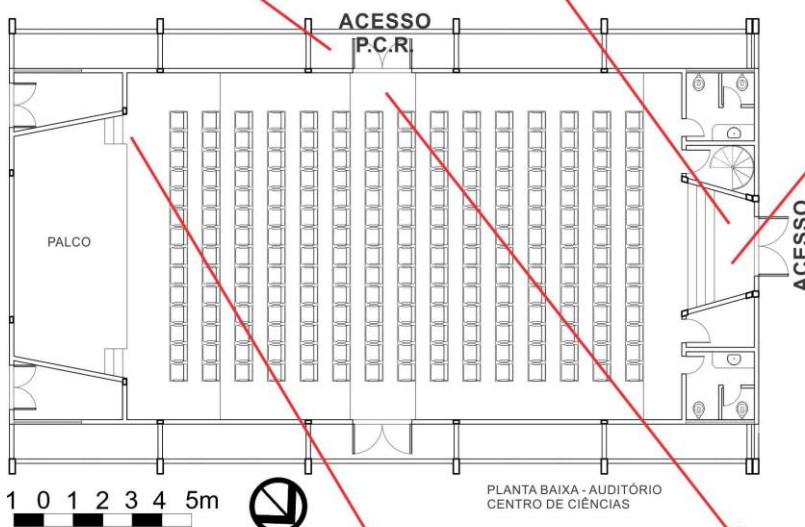 ACESSO
P.C.R.
PALCO
ACESSO
1 0 1 2 3 4 5m
PLANTA BAIXA - AUDITÓRIO
CENTRO DE CIÊNCIAS